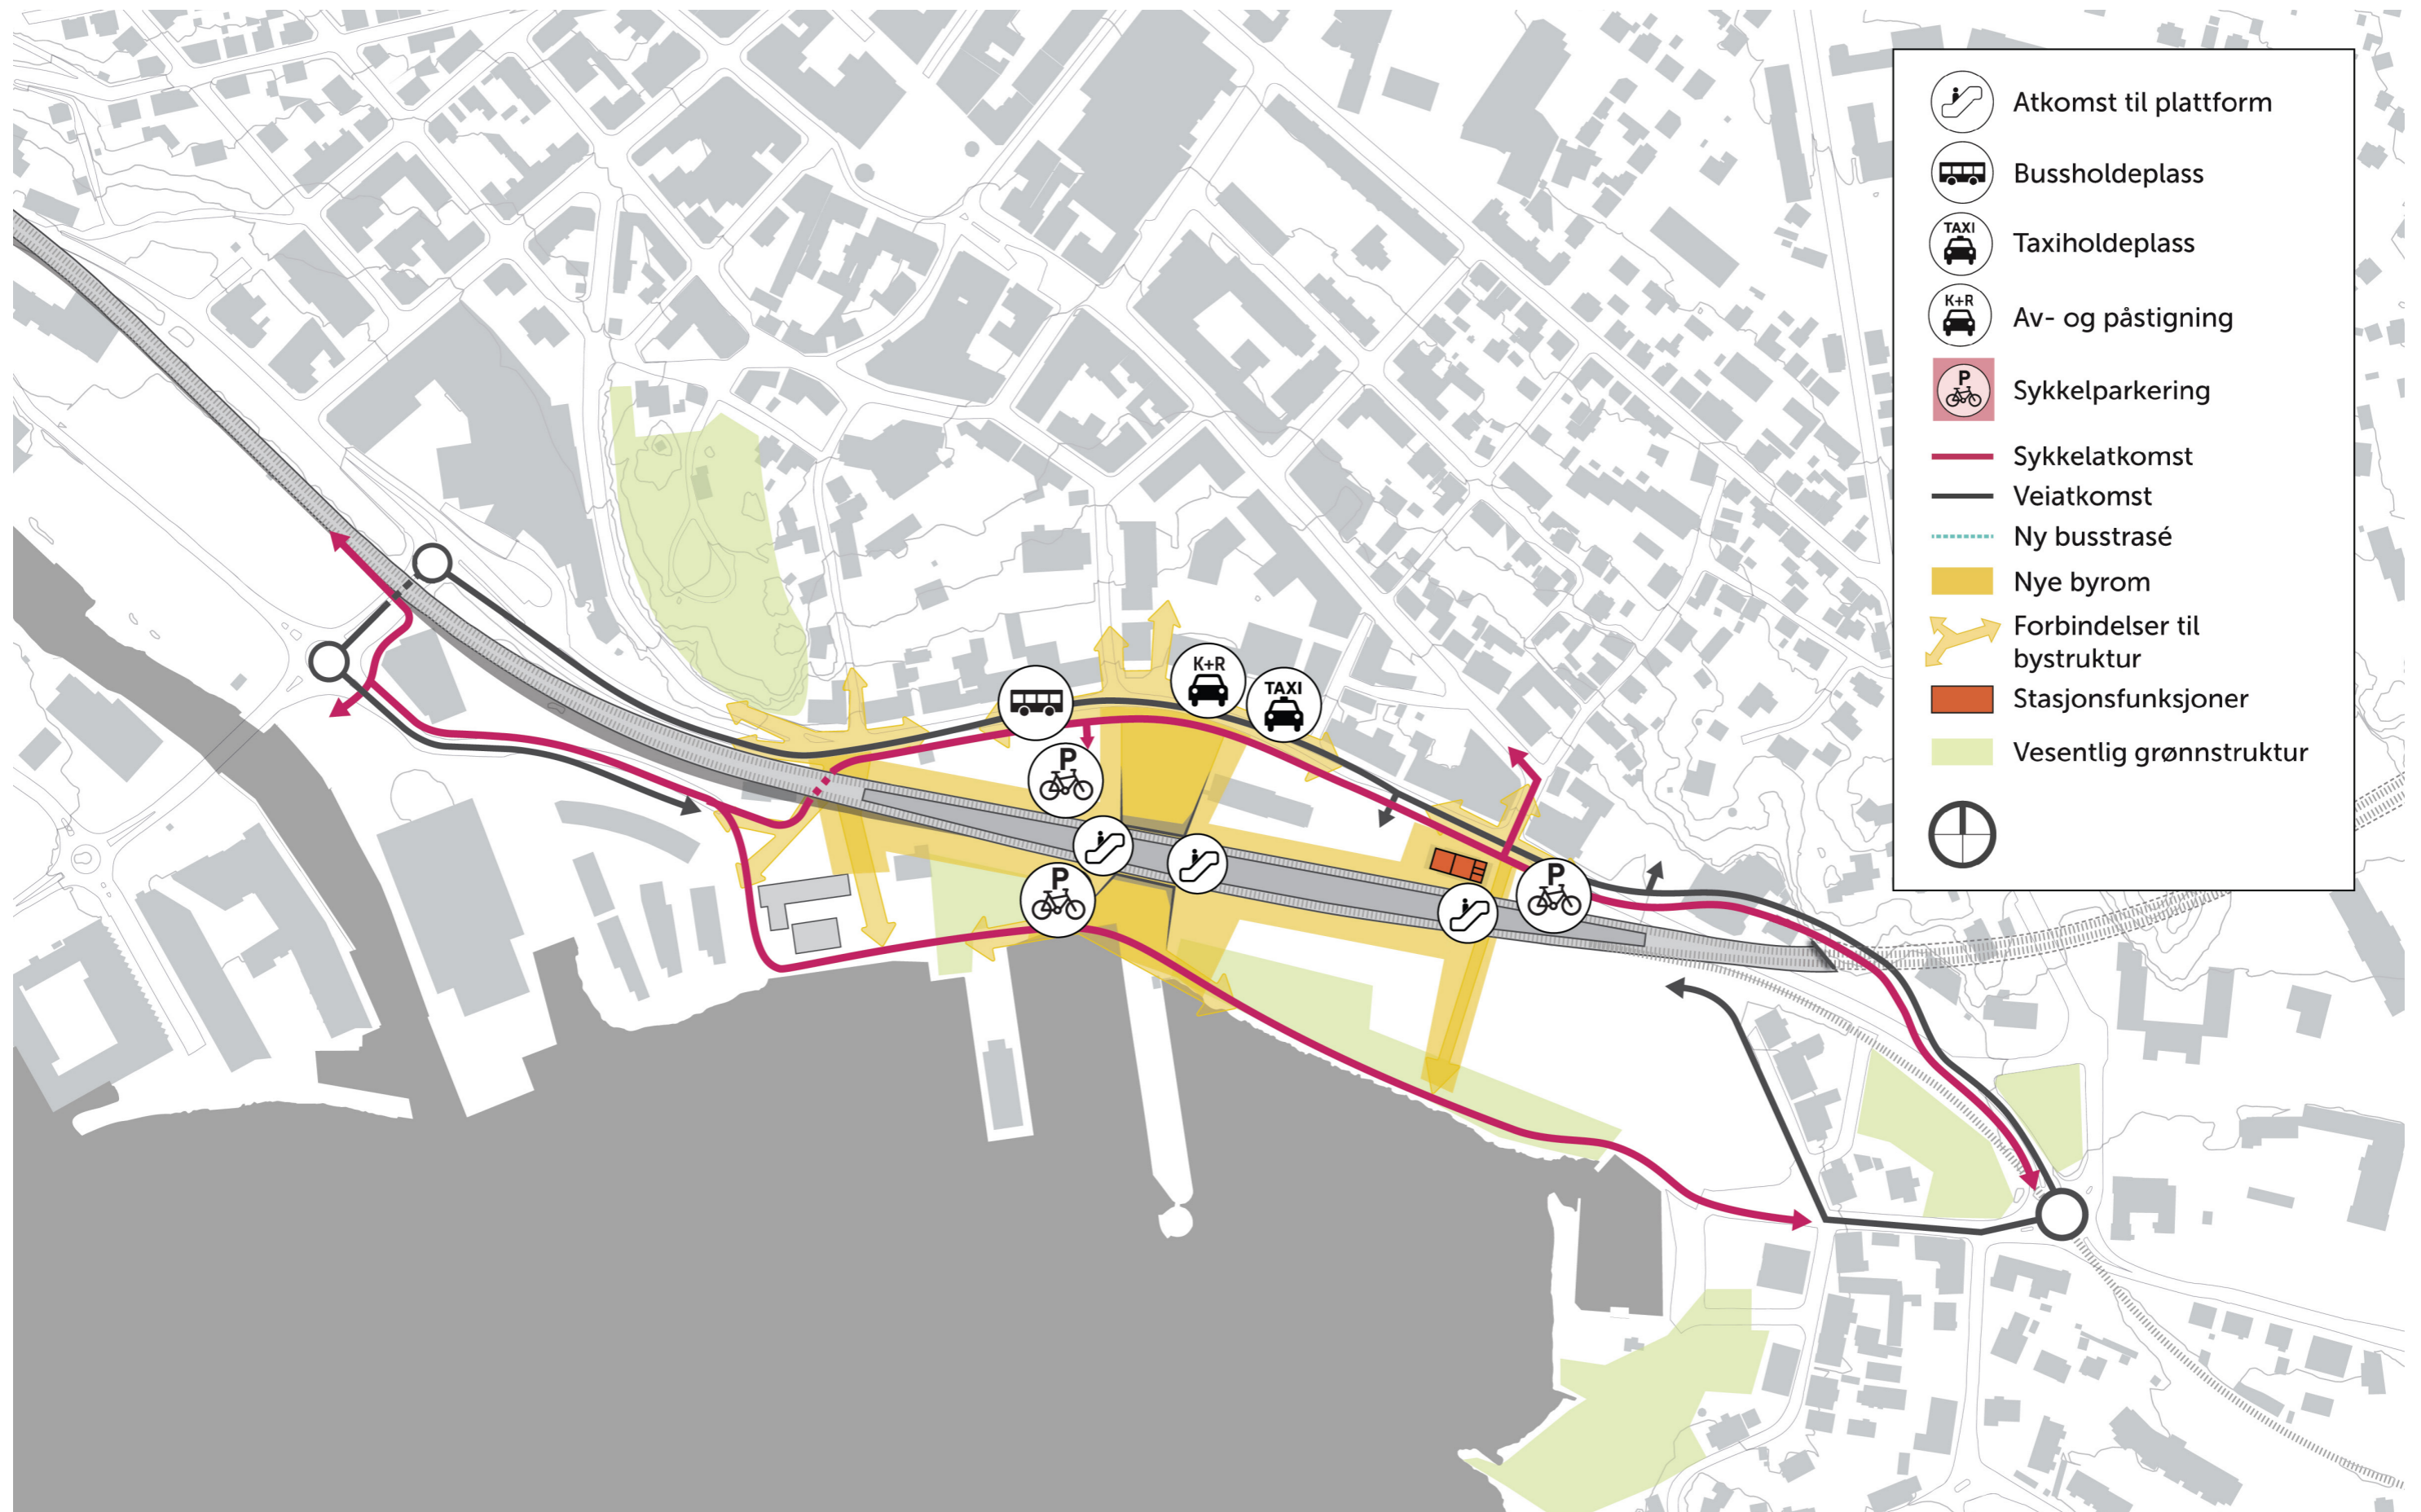 Atkomst til plattform
Bussholdeplass
TAXI
Taxiholdeplass
K+R
Av- og påstigning
P
Sykkelparkering
Sykkelatkomst
Veiatkomst
Ny busstrasé
Nye byrom
Forbindelser til
bystruktur
Stasjonsfunksjoner
Vesentlig grønnstruktur
K+R
TAXI
P
P
P